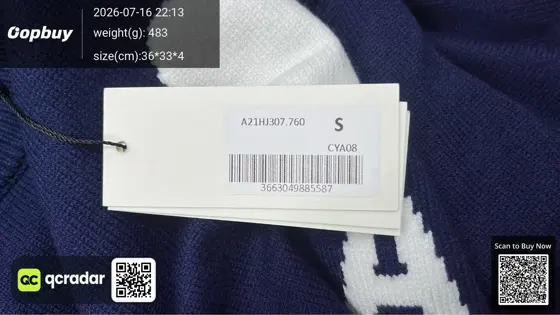 Oopbuy
2026-07-16 22:13
weight(g): 483
size(cm):36*33*4
A21HJ307.760
S
CYA08
3663049885587
QC qcradar
Scan to Buy Now